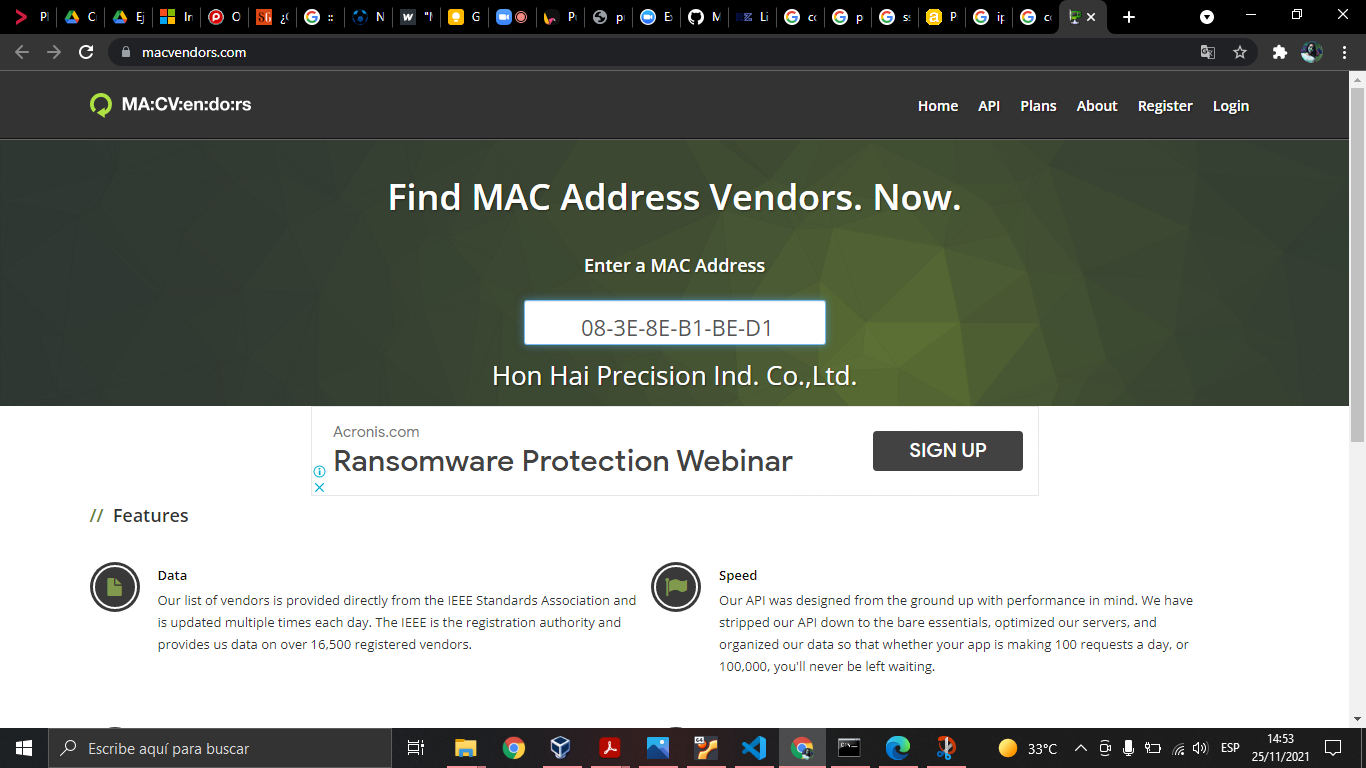 macvendors.com
MA:CV:en:do:rs
Home API Plans About Register Login
Find MAC Address Vendors. Now.
Enter a MAC Address
08-3E-8E-B1-BE-D1
Hon Hai Precision Ind. Co.,Ltd.
Acronis.com
Ransomware Protection Webinar
SIGN UP
// Features
Data
Our list of vendors is provided directly from the IEEE Standards Association and
is updated multiple times each day. The IEEE is the registration authority and
provides us data on over 16,500 registered vendors.
Speed
Our API was designed from the ground up with performance in mind. We have
stripped our API down to the bare essentials, optimized our servers, and
organized our data so that whether your app is making 100 requests a day, or
100,000, you'll never be left waiting.
Escribe aquí para buscar
33°C
ESP
14:53
25/11/2021